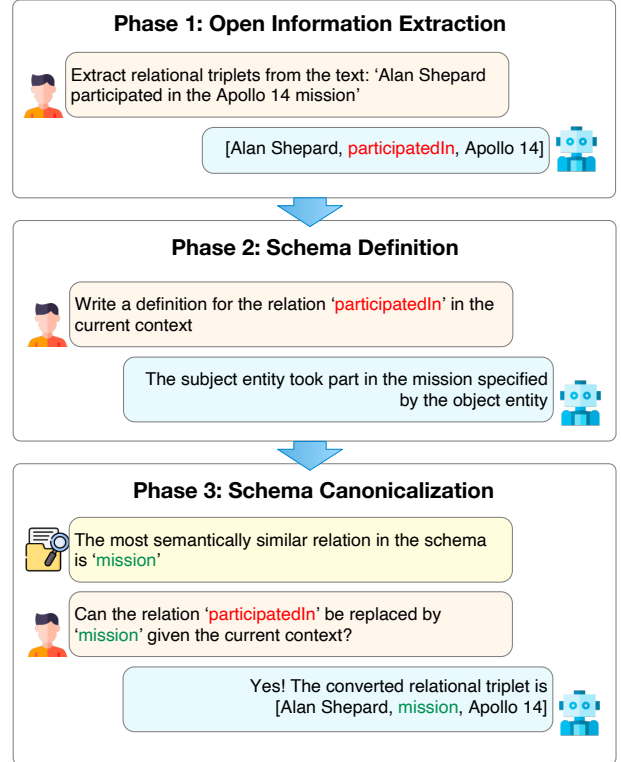 Phase 1: Open Information Extraction
Extract relational triplets from the text: ‘Alan Shepard
participated in the Apollo 14 mission’
[Alan Shepard, participatedIn, Apollo 14]
Phase 2: Schema Definition
Write a definition for the relation ‘participatedIn’ in the
current context
The subject entity took part in the mission specified
by the object entity
Phase 3: Schema Canonicalization
The most semantically similar relation in the schema
is ‘mission’
Can the relation ‘participatedIn’ be replaced by
‘mission’ given the current context?
Yes! The converted relational triplet is
[Alan Shepard, mission, Apollo 14]